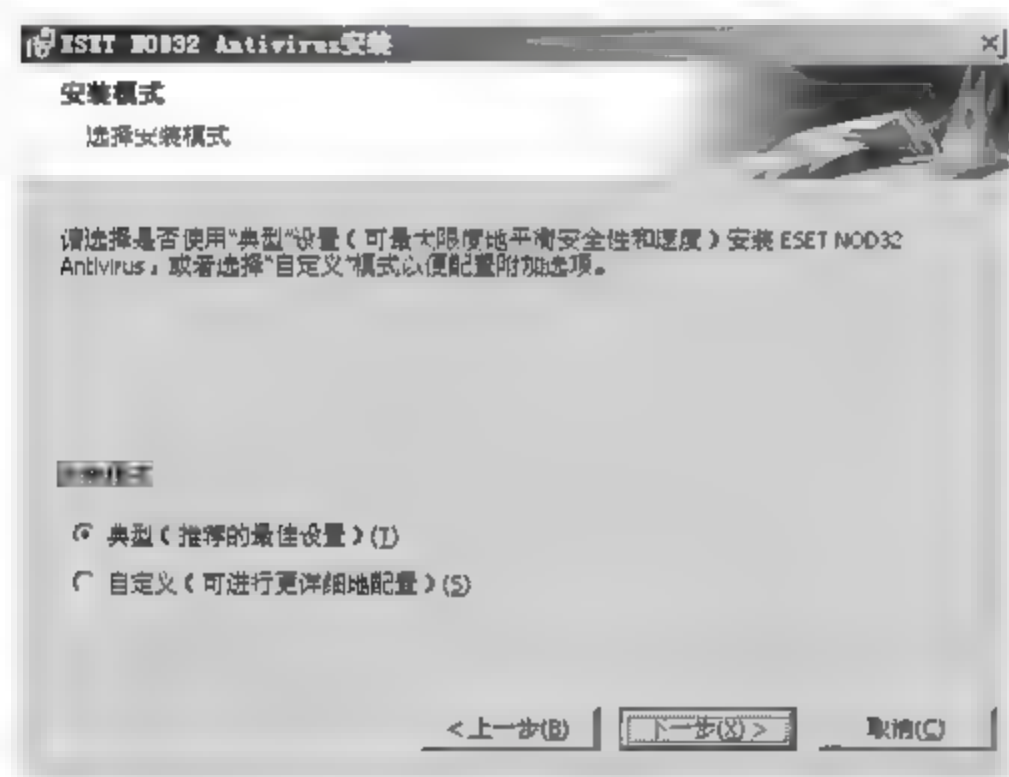 ESET NOD32 Antivirus安装
安装模式
选择安装模式
请选择是否使用“典型”设置(可最大限度地平衡安全性和速度)安装 ESET NOD32
Antivirus,或者选择“自定义”模式以便配置附加选项。
典型(推荐的最佳设置)(T)
自定义(可进行更详细地配置)(S)
<上一步(B) 下一步(X)> 取消(C)